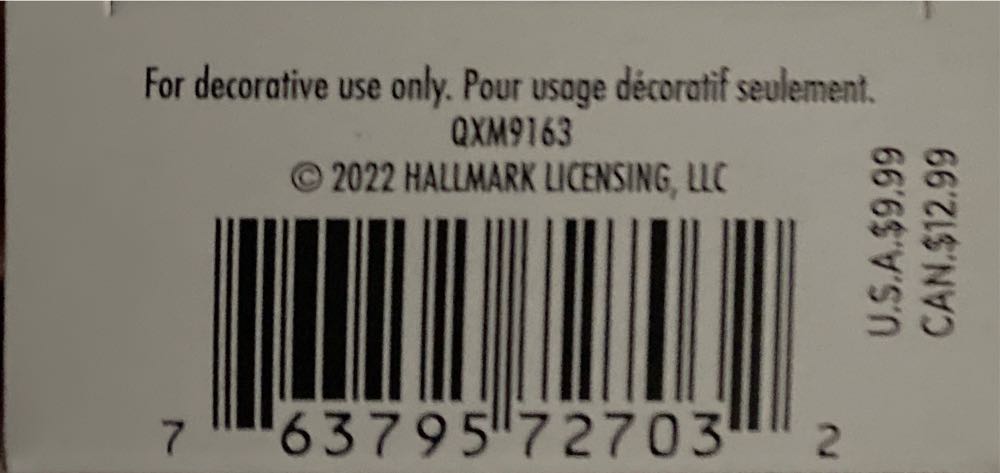 For decorative use only. Pour usage décoratif seulement.
QXM9163
© 2022 HALLMARK LICENSING, LLC
U.S.A.$9.99
CAN.$12.99
7 63795 72703 2